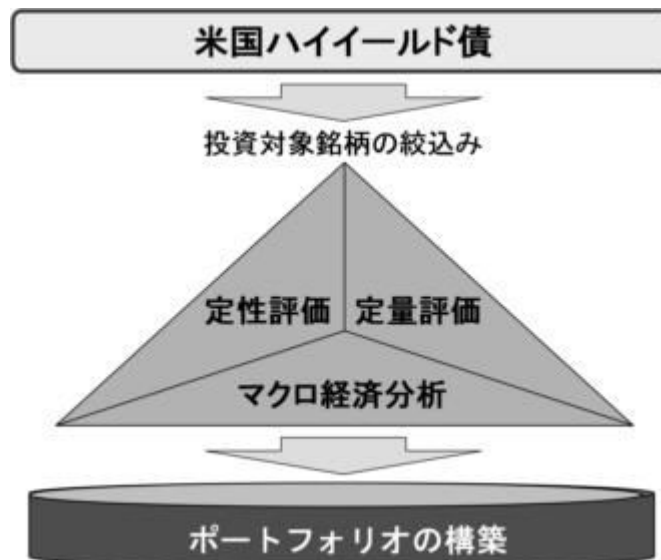 米国ハイイールド債
投資対象銘柄の絞込み
定性評価
定量評価
マクロ経済分析
ポートフォリオの構築